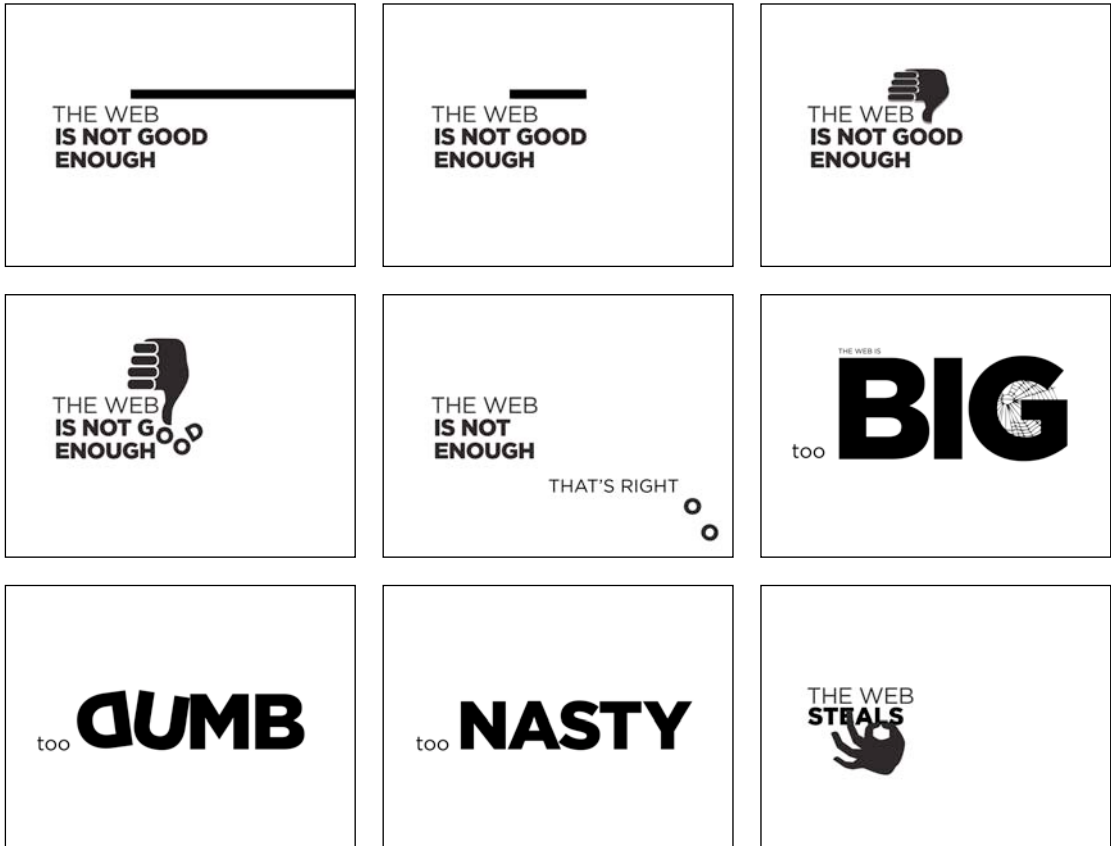 THE WEB
IS NOT GOOD
ENOUGH
THE WEB
IS NOT GOOD
ENOUGH
THE WEB
IS NOT GOOD
ENOUGH
THE WEB
IS NOT GOOD
ENOUGH
THE WEB
IS NOT
ENOUGH
THAT'S RIGHT
O
O
THE WEB IS
too BIG
too DUMB
too NASTY
THE WEB
STEALS